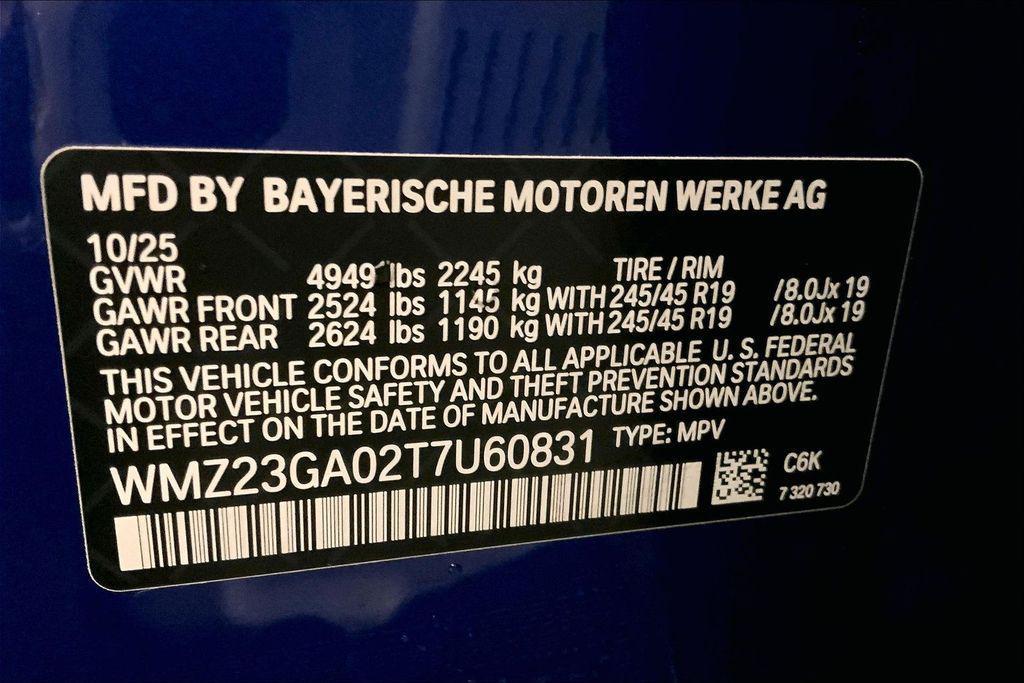 MFD BY BAYERISCHE MOTOREN WERKE AG
10/25
GVWR 4949 lbs 2245 kg TIRE / RIM
GAWR FRONT 2524 lbs 1145 kg WITH 245/45 R19 /8.0Jx 19
GAWR REAR 2624 lbs 1190 kg WITH 245/45 R19 /8.0Jx 19
THIS VEHICLE CONFORMS TO ALL APPLICABLE U. S. FEDERAL
MOTOR VEHICLE SAFETY AND THEFT PREVENTION STANDARDS
IN EFFECT ON THE DATE OF MANUFACTURE SHOWN ABOVE.
WMZ23GA02T7U60831 TYPE: MPV
C6K
7 320 730